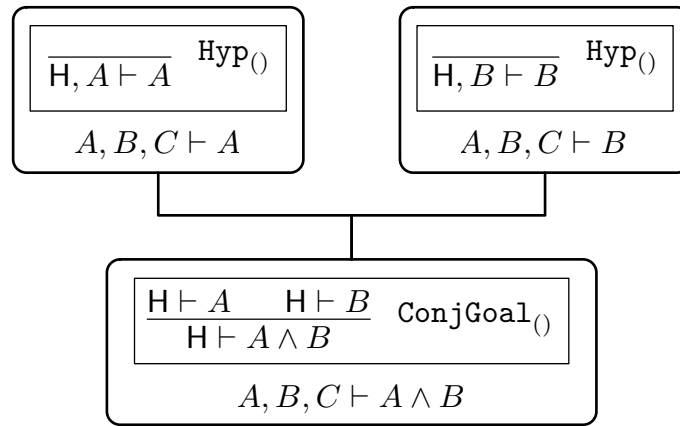 H, A ⊢ A Hyp()
A, B, C ⊢ A
H, B ⊢ B Hyp()
A, B, C ⊢ B
H ⊢ A H ⊢ B
H ⊢ A ∧ B ConjGoal()
A, B, C ⊢ A ∧ B